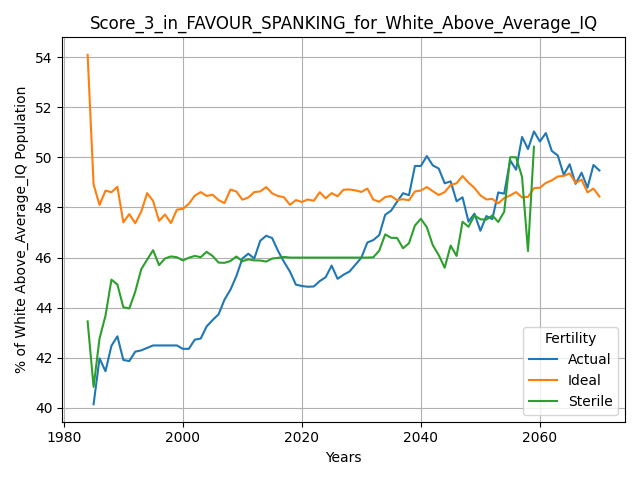 Score_3_in_FAVOUR_SPANKING_for_White_Above_Average_IQ
% of White Above_Average_IQ Population
54
52
50
48
46
44
42
40
1980
2000
2020
2040
2060
Years
Fertility
Actual
Ideal
Sterile